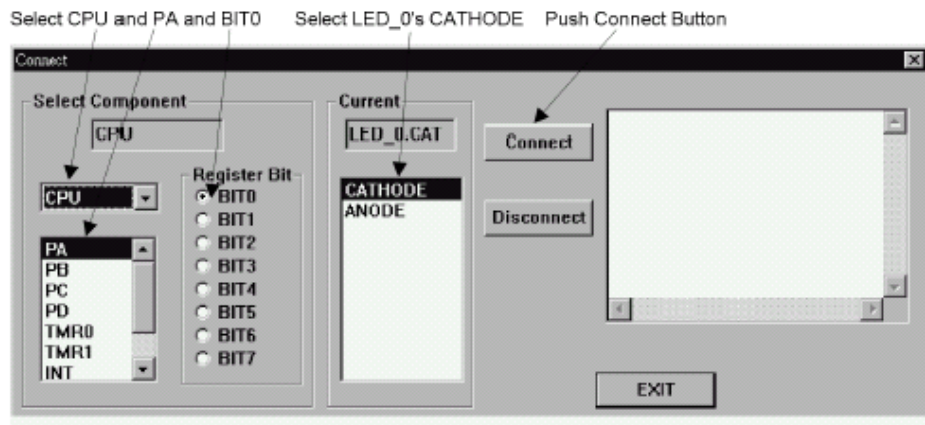 Select CPU and PA and BIT0
Select LED_0's CATHODE
Push Connect Button
Connect
Select Component
CPU
CPU
PA
PB
PC
PD
TMR0
TMR1
INT
Register Bit
BIT0
BIT1
BIT2
BIT3
BIT4
BIT5
BIT6
BIT7
Current
LED_0.CAT
CATHODE
ANODE
Connect
Disconnect
EXIT